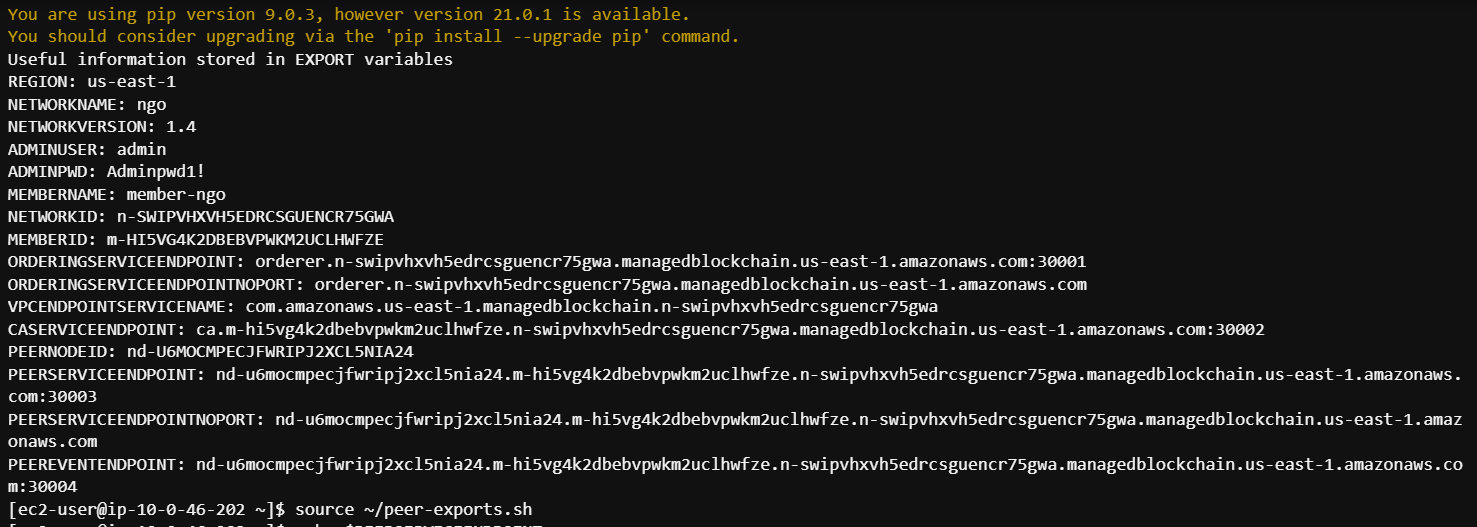 You are using pip version 9.0.3, however version 21.0.1 is available.
You should consider upgrading via the 'pip install --upgrade pip' command.
Useful information stored in EXPORT variables
REGION: us-east-1
NETWORKNAME: ngo
NETWORKVERSION: 1.4
ADMINUSER: admin
ADMINPWD: Adminpwd1!
MEMBERNAME: member-ngo
NETWORKID: n-SWIPVHXVH5EDRCSGUENCR75GWA
MEMBERID: m-HI5VG4K2DBEBVPWKM2UCLHWFZE
ORDERINGSERVICEENDPOINT: orderer.n-swipvhxvh5edrcsguencr75gwa.managedblockchain.us-east-1.amazonaws.com:30001
ORDERINGSERVICEENDPOINTNOPORT: orderer.n-swipvhxvh5edrcsguencr75gwa.managedblockchain.us-east-1.amazonaws.com
VPCENDPOINTSERVICENAME: com.amazonaws.us-east-1.managedblockchain.n-swipvhxvh5edrcsguencr75gwa
CASERVICEENDPOINT: ca.m-hi5vg4k2dbebvpwkm2uclhwfze.n-swipvhxvh5edrcsguencr75gwa.managedblockchain.us-east-1.amazonaws.com:30002
PEERNODEID: nd-U6MOCMPECJFWRIPJ2XCL5NIA24
PEERSERVICEENDPOINT: nd-u6mocmpecjfwripj2xcl5nia24.m-hi5vg4k2dbebvpwkm2uclhwfze.n-swipvhxvh5edrcsguencr75gwa.managedblockchain.us-east-1.amazonaws.
com:30003
PEERSERVICEENDPOINTNOPORT: nd-u6mocmpecjfwripj2xcl5nia24.m-hi5vg4k2dbebvpwkm2uclhwfze.n-swipvhxvh5edrcsguencr75gwa.managedblockchain.us-east-1.amaz
onaws.com
PEEREVENTENDPOINT: nd-u6mocmpecjfwripj2xcl5nia24.m-hi5vg4k2dbebvpwkm2uclhwfze.n-swipvhxvh5edrcsguencr75gwa.managedblockchain.us-east-1.amazonaws.co
m:30004
[ec2-user@ip-10-0-46-202 ~]$ source ~/peer-exports.sh